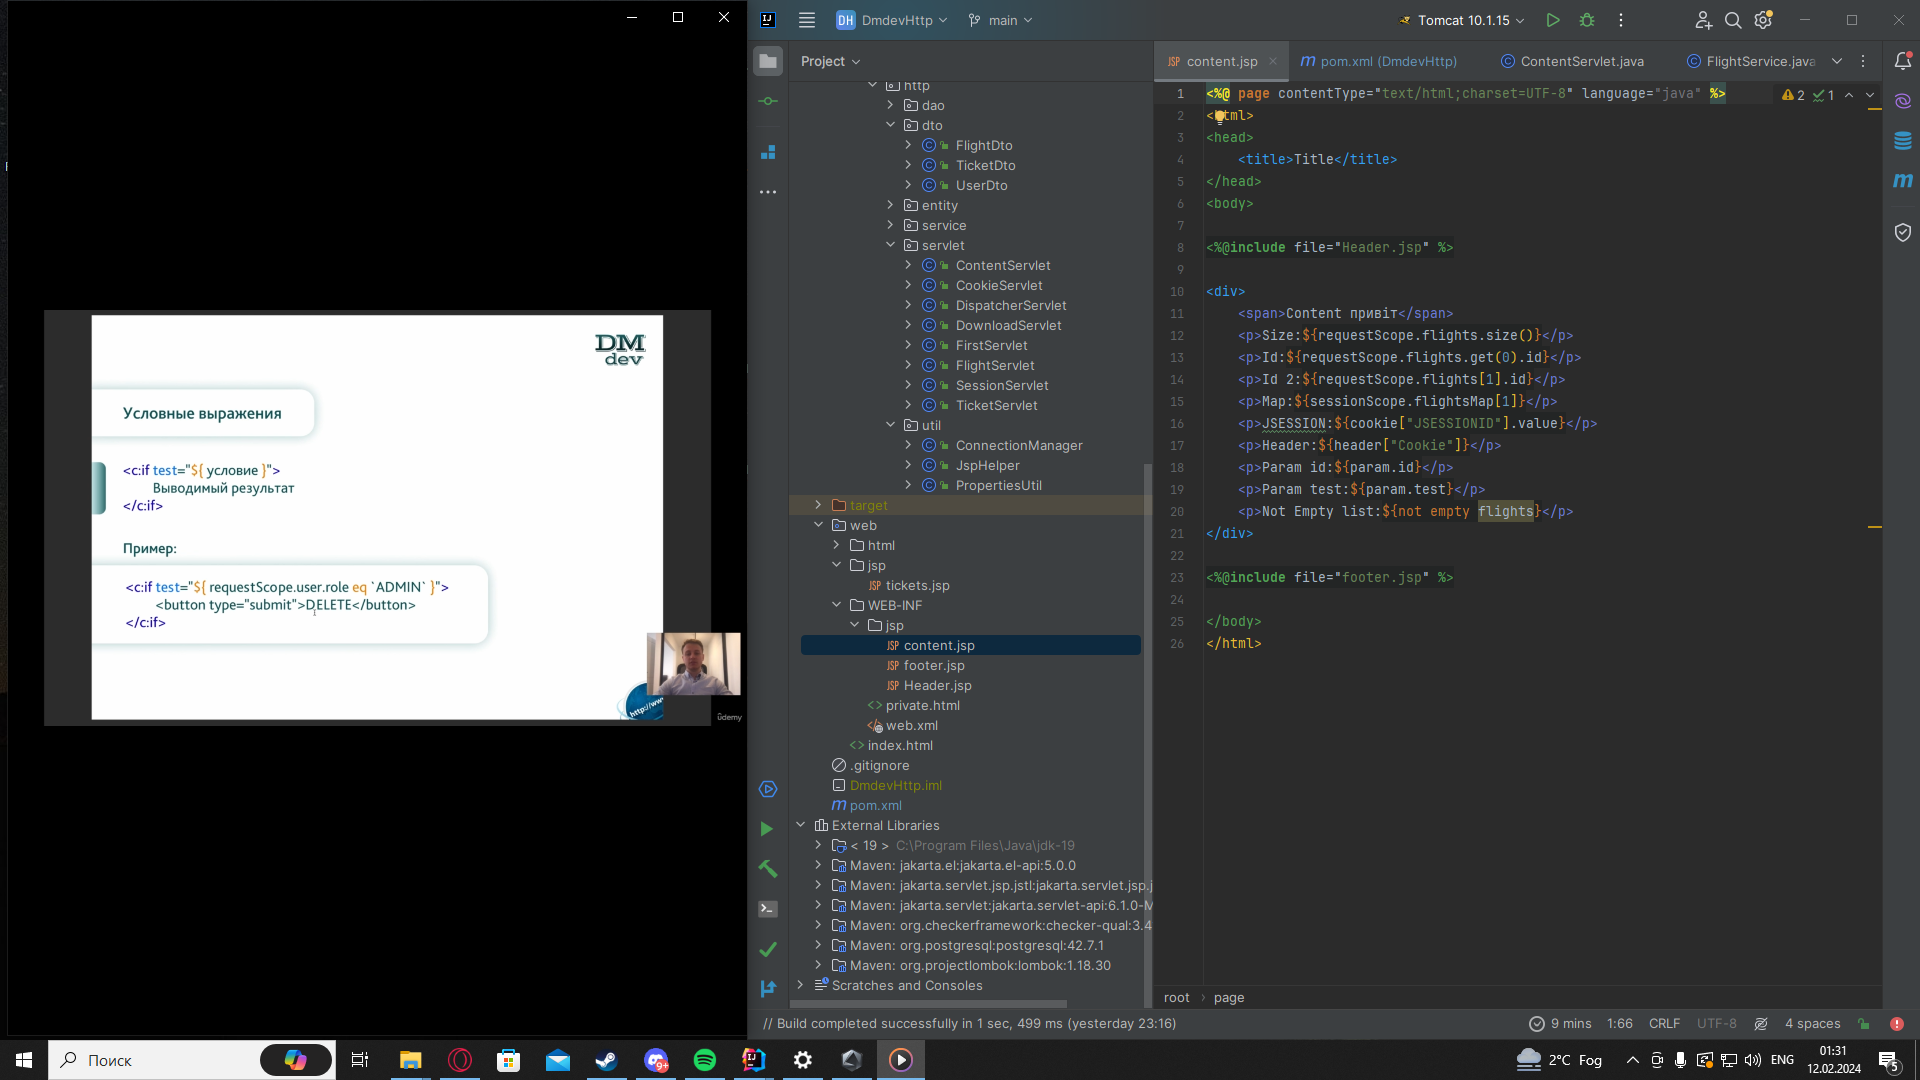 DM
dev
Условные выражения
<c:if test="${ условие }">
Выводимый результат
</c:if>
Пример:
<c:if test="${ requestScope.user.role eq `ADMIN` }">
<button type="submit">DELETE</button>
</c:if>
http://ww
ûdemy
IJ
DH DmdevHttp
main
Tomcat 10.1.15
Project
http
dao
dto
FlightDto
TicketDto
UserDto
entity
service
servlet
ContentServlet
CookieServlet
DispatcherServlet
DownloadServlet
FirstServlet
FlightServlet
SessionServlet
TicketServlet
util
ConnectionManager
JspHelper
PropertiesUtil
target
web
html
jsp
JSP tickets.jsp
WEB-INF
jsp
JSP content.jsp
JSP footer.jsp
JSP Header.jsp
private.html
web.xml
index.html
.gitignore
DmdevHttp.iml
m pom.xml
External Libraries
< 19 > C:\Program Files\Java\jdk-19
Maven: jakarta.el:jakarta.el-api:5.0.0
Maven: jakarta.servlet.jsp.jstl:jakarta.servlet.jsp.j
Maven: jakarta.servlet:jakarta.servlet-api:6.1.0-M
Maven: org.checkerframework:checker-qual:3.4
Maven: org.postgresql:postgresql:42.7.1
Maven: org.projectlombok:lombok:1.18.30
Scratches and Consoles
JSP content.jsp
m pom.xml (DmdevHttp)
ContentServlet.java
FlightService.java
2 1
1 <%@ page contentType="text/html;charset=UTF-8" language="java" %>
2 <html>
3 <head>
4 <title>Title</title>
5 </head>
6 <body>
7
8 <%@include file="Header.jsp" %>
9
10 <div>
11 <span>Content привіт</span>
12 <p>Size:${requestScope.flights.size()}</p>
13 <p>Id:${requestScope.flights.get(0).id}</p>
14 <p>Id 2:${requestScope.flights[1].id}</p>
15 <p>Map:${sessionScope.flightsMap[1]}</p>
16 <p>JSESSION:${cookie["JSESSIONID"].value}</p>
17 <p>Header:${header["Cookie"]}</p>
18 <p>Param id:${param.id}</p>
19 <p>Param test:${param.test}</p>
20 <p>Not Empty list:${not empty flights}</p>
21 </div>
22
23 <%@include file="footer.jsp" %>
24
25 </body>
26 </html>
root › page
// Build completed successfully in 1 sec, 499 ms (yesterday 23:16)
9 mins 1:66 CRLF UTF-8 4 spaces
Поиск
9+
2°C Fog
ENG
01:31
12.02.2024
5